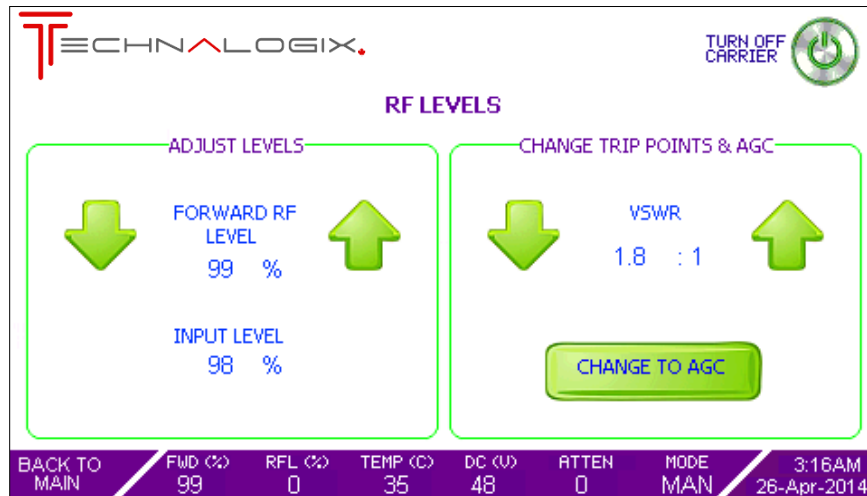 TECHNALOGIX.
TURN OFF
CARRIER
RF LEVELS
ADJUST LEVELS
FORWARD RF
LEVEL
99 %
INPUT LEVEL
98 %
CHANGE TRIP POINTS & AGC
VSWR
1.8 : 1
CHANGE TO AGC
BACK TO
MAIN
FWD (%) RFL (%) TEMP (C) DC (V) ATTEN MODE
99 0 35 48 0 MAN
3:16AM
26-Apr-2014